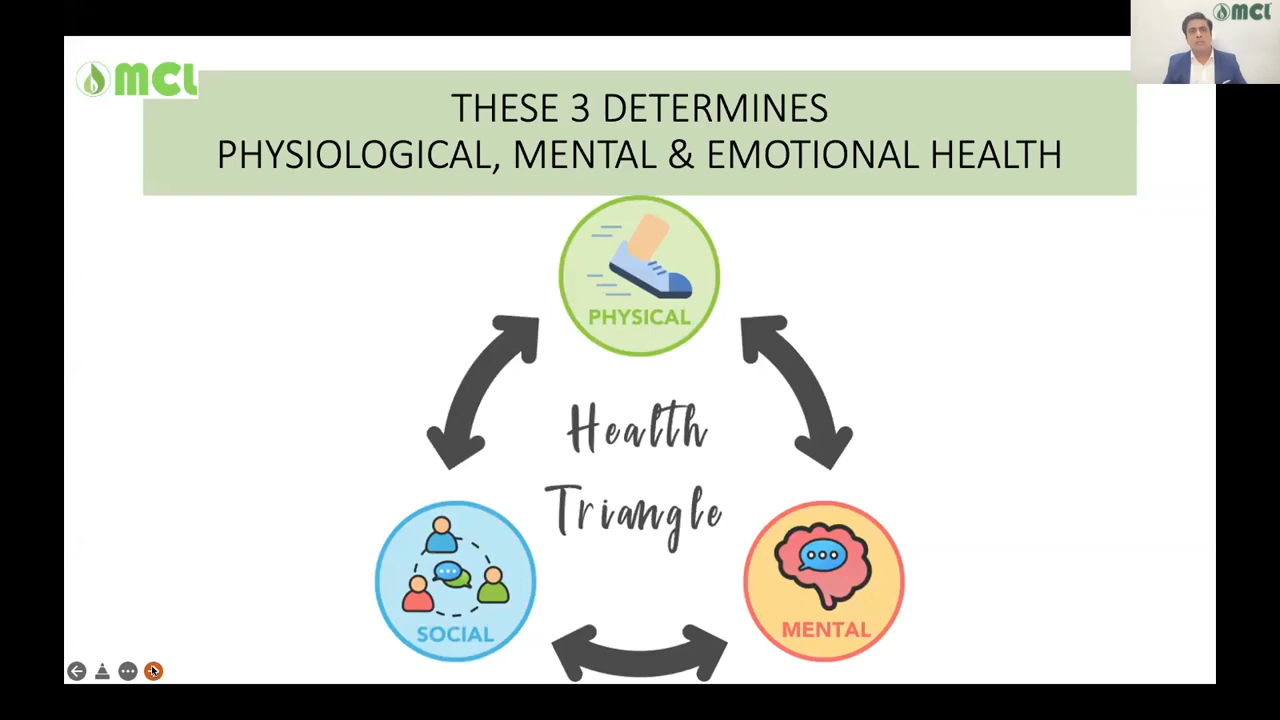 MCL
MCL
THESE 3 DETERMINES
PHYSIOLOGICAL, MENTAL & EMOTIONAL HEALTH
PHYSICAL
Health
Triangle
SOCIAL
MENTAL